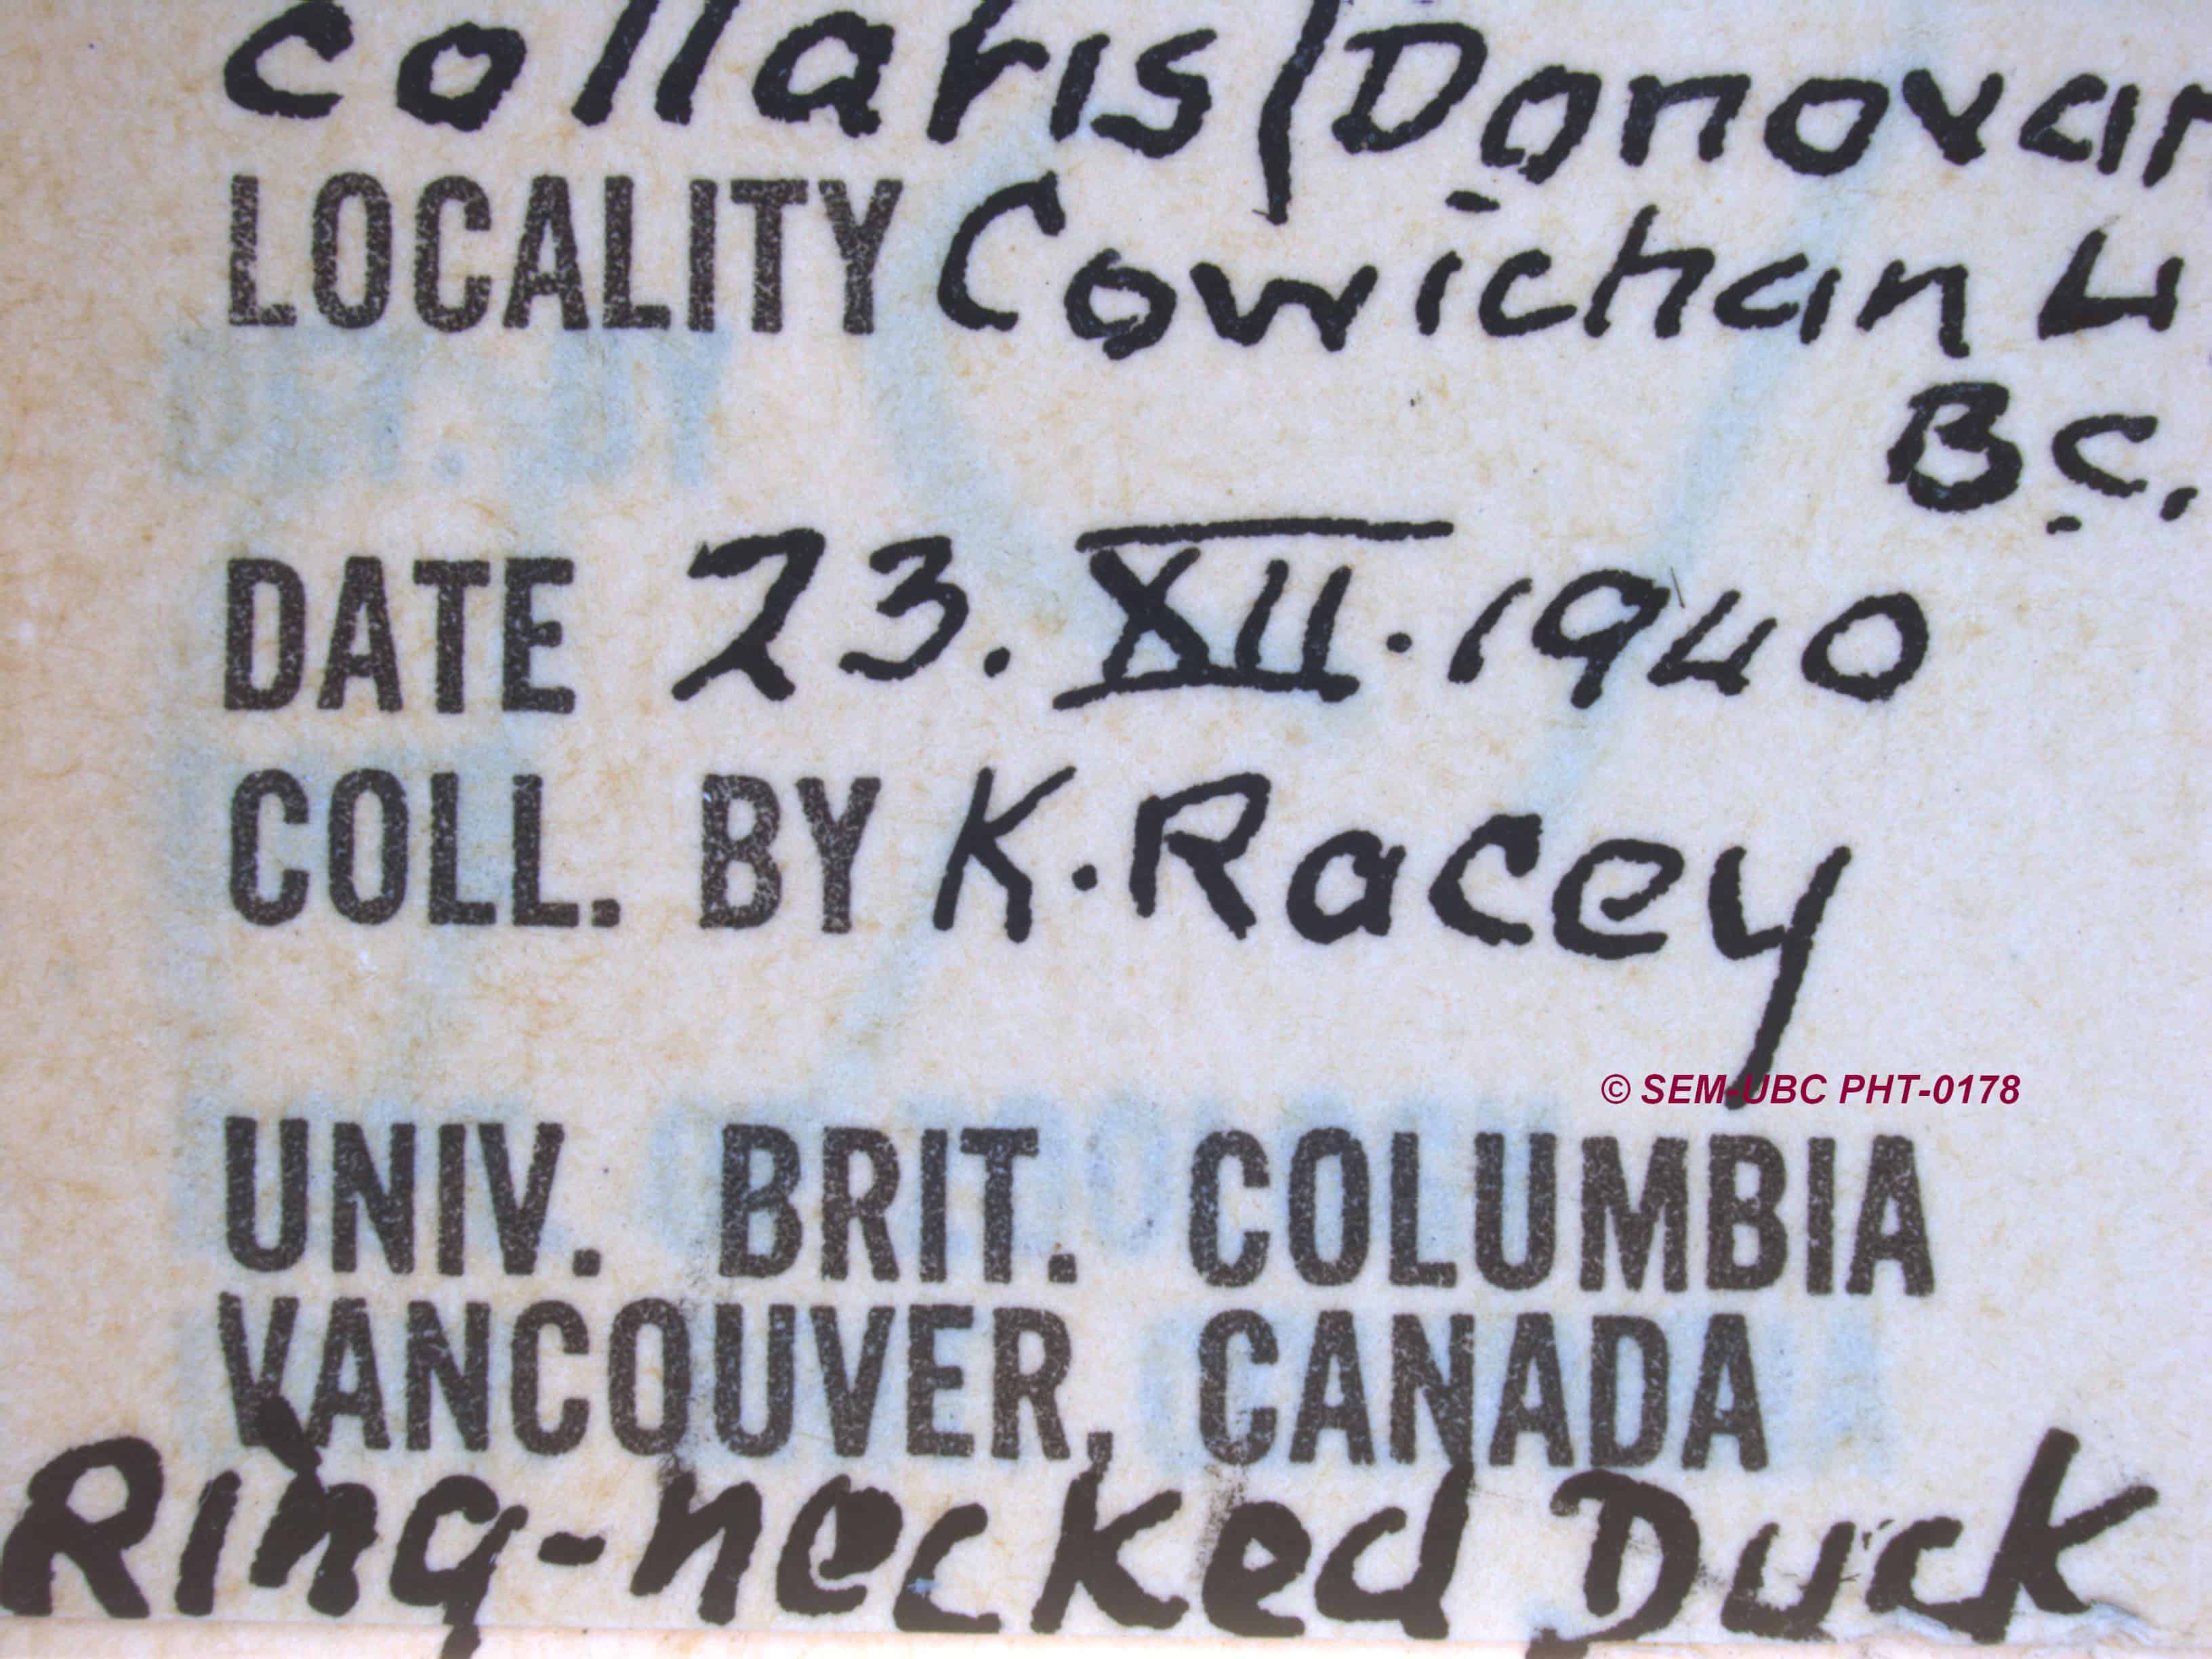 collaris (Donovan
LOCALITY Cowichan L
B.C.
DATE 23. XII. 1940
COLL. BY K. Racey
© SEM-UBC PHT-0178
UNIV. BRIT. COLUMBIA
VANCOUVER, CANADA
Ring-necked Duck